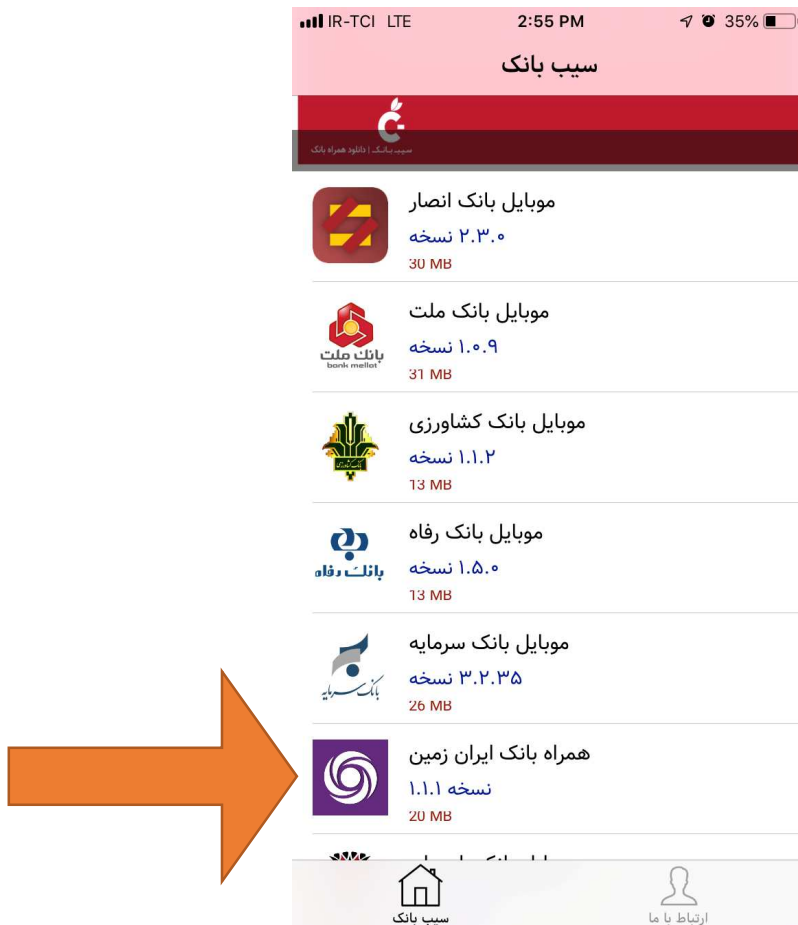 IR-TCI LTE 2:55 PM 35%
سیب بانک
سیب بانک | دانلود همراه بانک
موبایل بانک انصار
۲.۳.۰ نسخه
30 MB
موبایل بانک ملت
۱.۰.۹ نسخه
31 MB
بانک ملت
bank mellat
موبایل بانک کشاورزی
۱.۱.۲ نسخه
13 MB
موبایل بانک رفاه
۱.۵.۰ نسخه
13 MB
بانک رفاه
موبایل بانک سرمایه
۳.۲.۳۵ نسخه
26 MB
بانک سرمایه
همراه بانک ایران زمین
نسخه ۱.۱.۱
20 MB
سیب بانک
ارتباط با ما